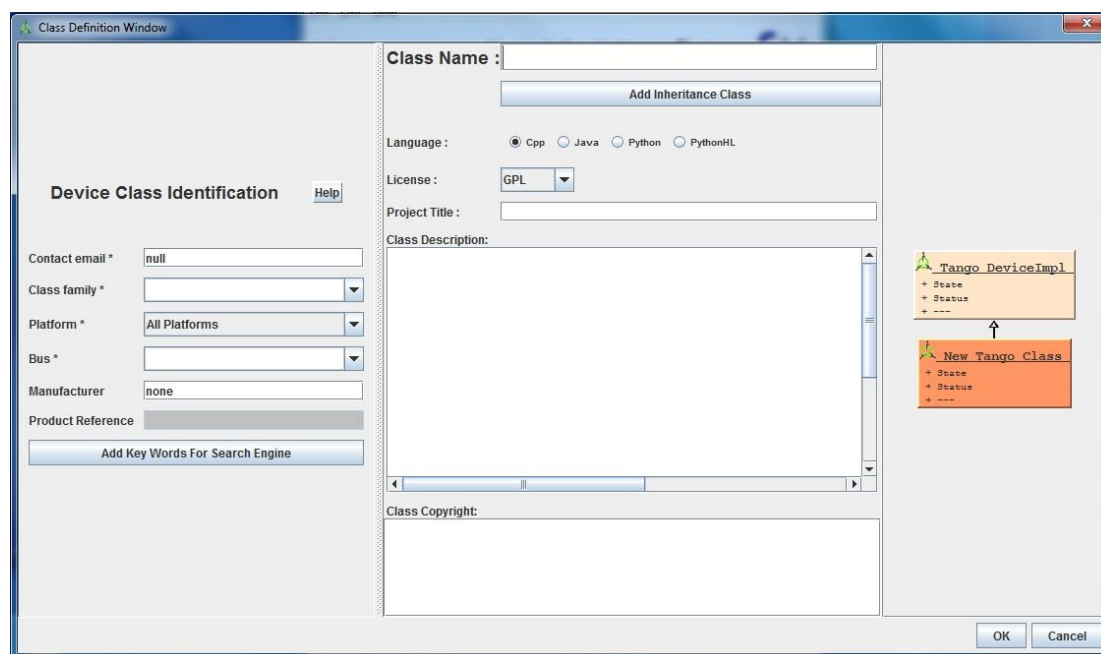 Class Definition Window
Device Class Identification
Help
Contact email *
null
Class family *
Platform *
All Platforms
Bus *
Manufacturer
none
Product Reference
Add Key Words For Search Engine
Class Name :
Add Inheritance Class
Language :
Cpp Java Python PythonHL
License :
GPL
Project Title :
Class Description:
Class Copyright:
Tango DeviceImpl
+ State
+ Status
+ ---
New Tango Class
+ State
+ Status
+ ---
OK
Cancel